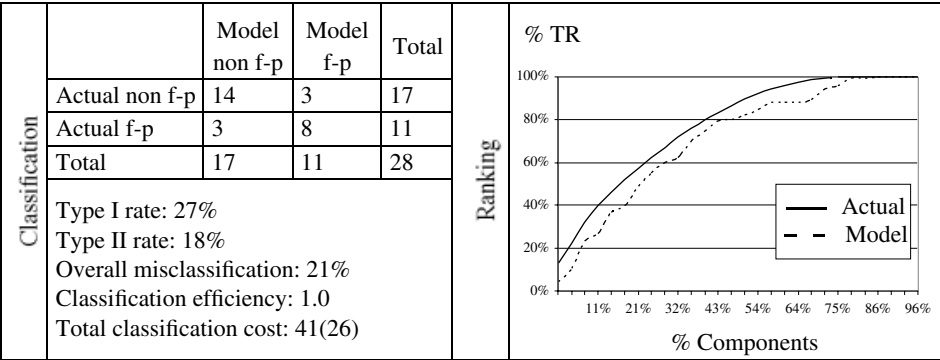 Classification
Model non f-p Model f-p Total
Actual non f-p 14 3 17
Actual f-p 3 8 11
Total 17 11 28
Type I rate: 27%
Type II rate: 18%
Overall misclassification: 21%
Classification efficiency: 1.0
Total classification cost: 41(26)
Ranking
% TR
100%
80%
60%
40%
20%
0%
Actual
Model
11% 21% 32% 43% 54% 64% 75% 86% 96%
% Components